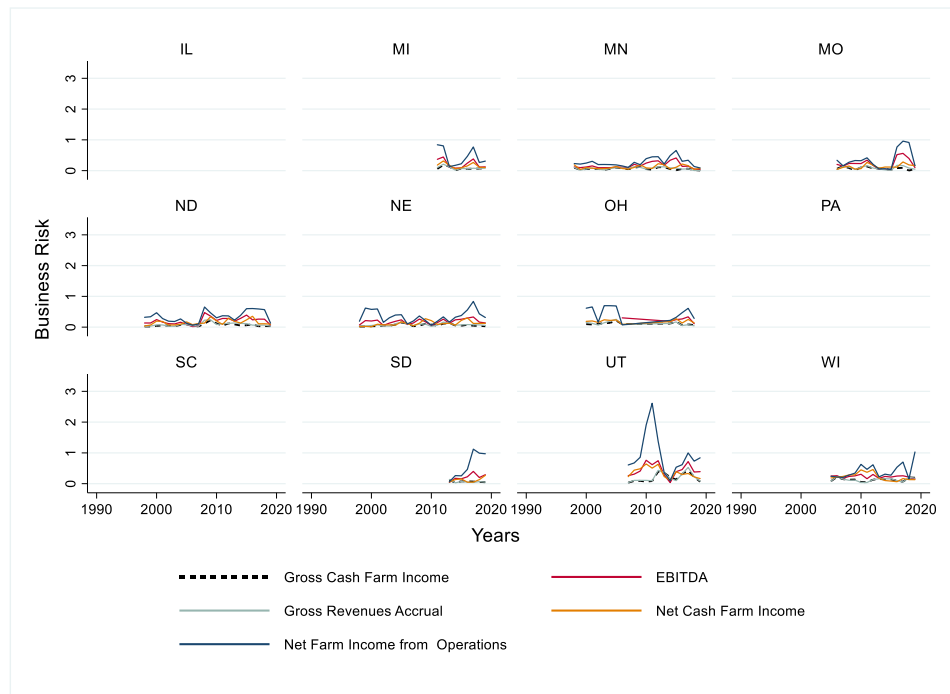 IL MI MN MO
3
2
1
0
ND NE OH PA
3
2
1
0
Business Risk
SC SD UT WI
3
2
1
0
1990 2000 2010 2020 1990 2000 2010 2020 1990 2000 2010 2020 1990 2000 2010 2020
Years
Gross Cash Farm Income EBITDA
Gross Revenues Accrual Net Cash Farm Income
Net Farm Income from Operations